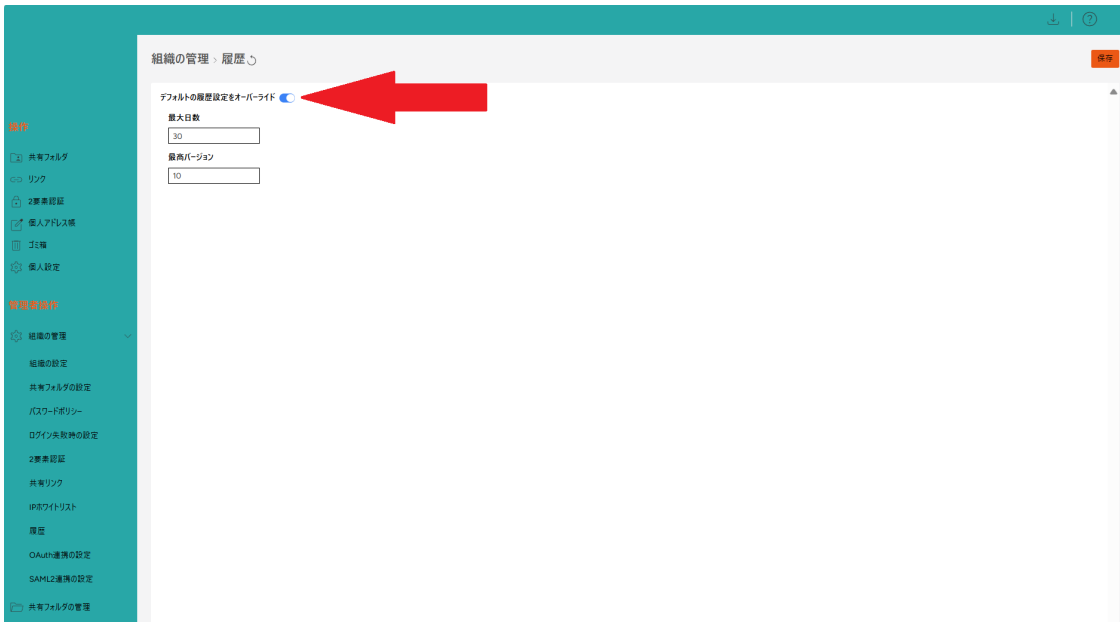 組織の管理 › 履歴
保存
デフォルトの履歴設定をオーバーライド
最大日数
30
最高バージョン
10
操作
共有フォルダ
リンク
2要素認証
個人アドレス帳
ゴミ箱
個人設定
管理者操作
組織の管理
組織の設定
共有フォルダの設定
パスワードポリシー
ログイン失敗時の設定
2要素認証
共有リンク
IPホワイトリスト
履歴
OAuth連携の設定
SAML2連携の設定
共有フォルダの管理